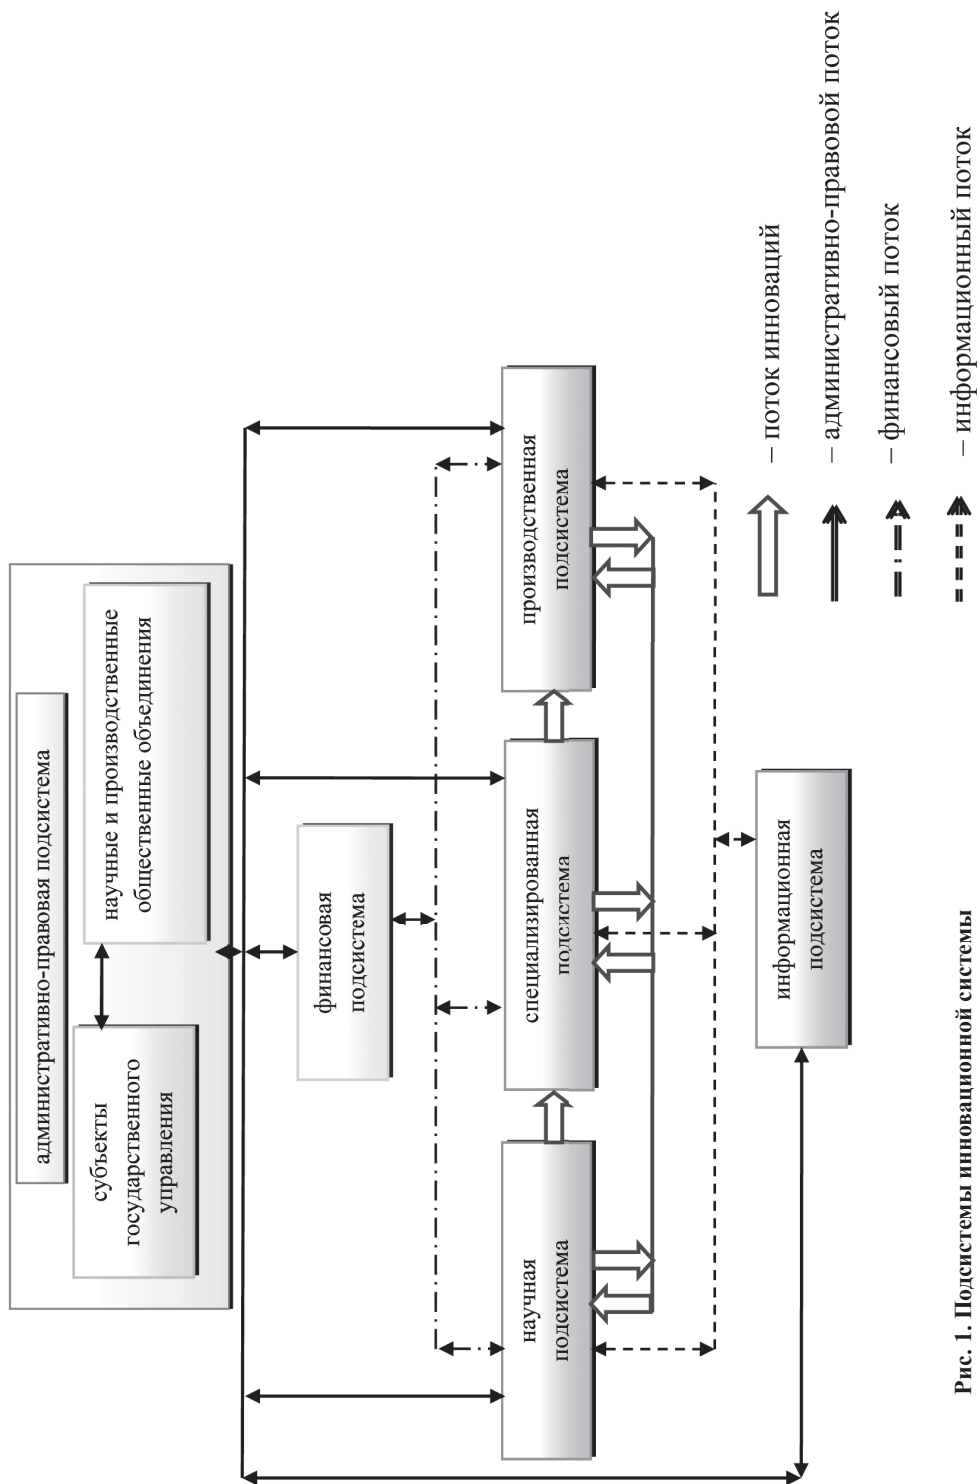 административно-правовая подсистема
субъекты
государственного
управления
научные и производственные
общественные объединения
финансовая
подсистема
научная
подсистема
специализированная
подсистема
производственная
подсистема
информационная
подсистема
– поток инноваций
– административно-правовой поток
– финансовый поток
– информационный поток
Рис. 1. Подсистемы инновационной системы